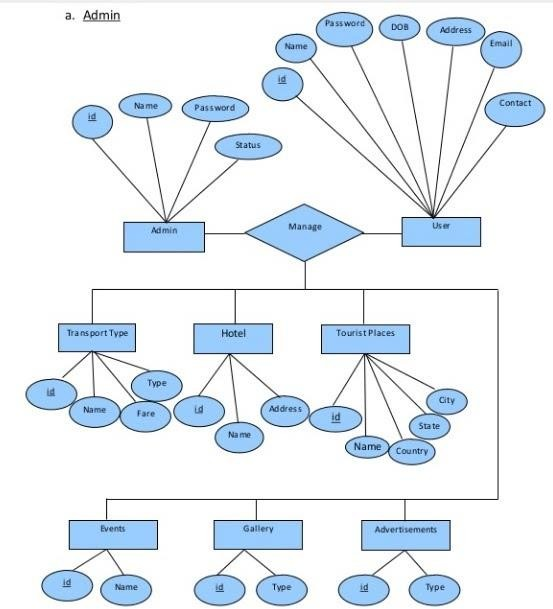 a. Admin
Password
DOB
Address
Name
Email
id
Contact
id
Name
Password
Status
Admin
Manage
User
Transport Type
Hotel
Tourist Places
id
Name
Fare
Type
id
Name
Address
id
Name
Country
State
City
Events
Gallery
Advertisements
id
Name
id
Type
id
Type